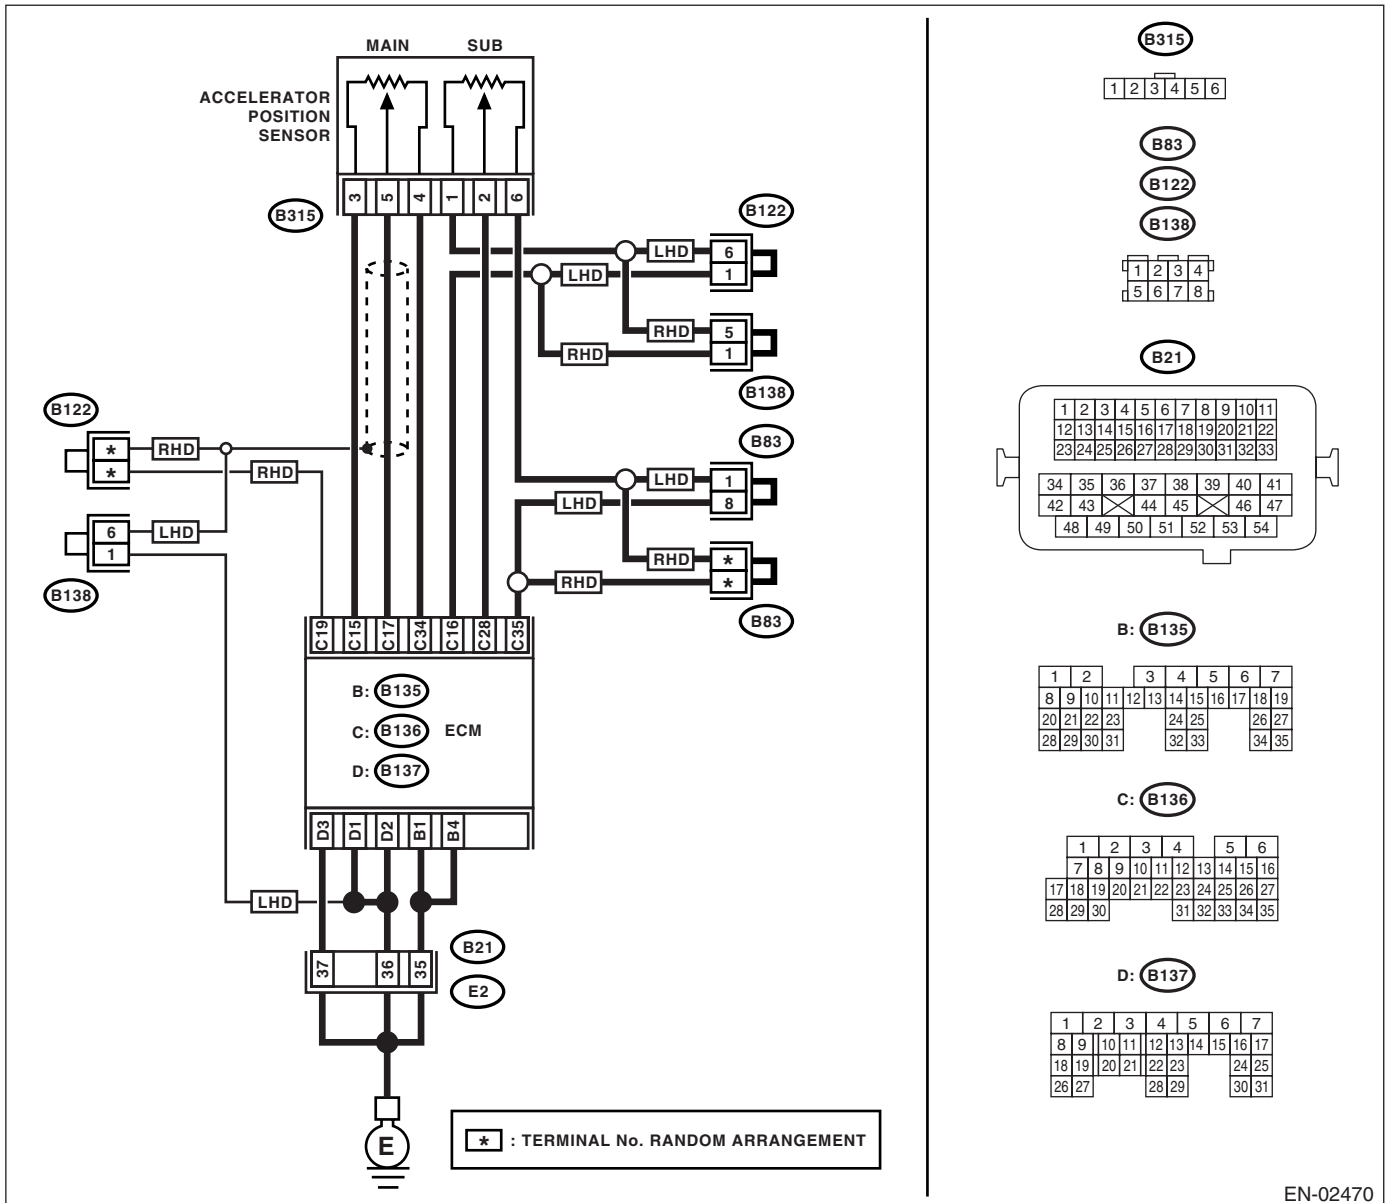 MAIN SUB
ACCELERATOR
POSITION
SENSOR
3 5 4 1 2 6
B315
B122
LHD 6
LHD 1
RHD 5
RHD 1
B138
B83
LHD 1
LHD 8
RHD *
RHD *
B83
B122
* RHD
* RHD
6 LHD
1
B138
C19 C15 C17 C34 C16 C28 C35
B: B135
C: B136 ECM
D: B137
D3 D1 D2 B1 B4
LHD
37 36 35
B21
E2
E
* : TERMINAL No. RANDOM ARRANGEMENT
B315
1 2 3 4 5 6
B83
B122
B138
1 2 3 4
5 6 7 8
B21
1 2 3 4 5 6 7 8 9 10 11
12 13 14 15 16 17 18 19 20 21 22
23 24 25 26 27 28 29 30 31 32 33
34 35 36 37 38 39 40 41
42 43 44 45 46 47
48 49 50 51 52 53 54
B: B135
1 2 3 4 5 6 7
8 9 10 11 12 13 14 15 16 17 18 19
20 21 22 23 24 25 26 27
28 29 30 31 32 33 34 35
C: B136
1 2 3 4 5 6
7 8 9 10 11 12 13 14 15 16
17 18 19 20 21 22 23 24 25 26 27
28 29 30 31 32 33 34 35
D: B137
1 2 3 4 5 6 7
8 9 10 11 12 13 14 15 16 17
18 19 20 21 22 23 24 25
26 27 28 29 30 31
EN-02470